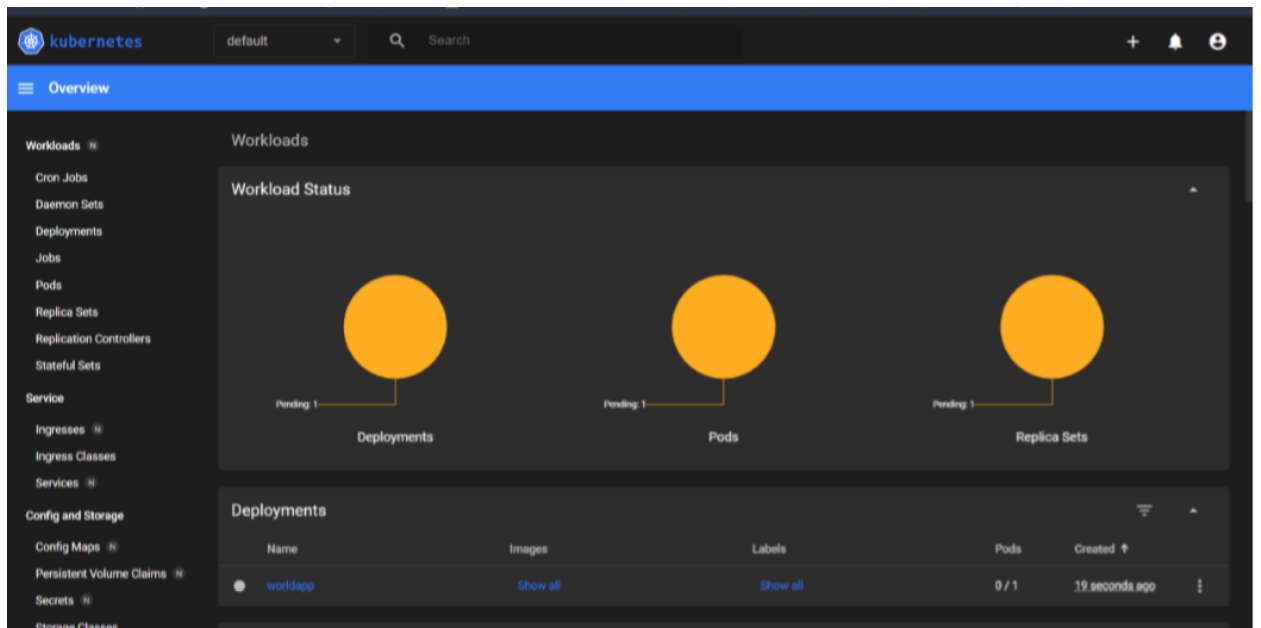 kubernetes
default
Search
Overview
Workloads N
Cron Jobs
Daemon Sets
Deployments
Jobs
Pods
Replica Sets
Replication Controllers
Stateful Sets
Service
Ingresses N
Ingress Classes
Services N
Config and Storage
Config Maps N
Persistent Volume Claims N
Secrets N
Storage Classes
Workloads
Workload Status
Pending: 1
Deployments
Pending: 1
Pods
Pending: 1
Replica Sets
Deployments
Name Images Labels Pods Created ↑
worldapp Show all Show all 0 / 1 19 seconds ago